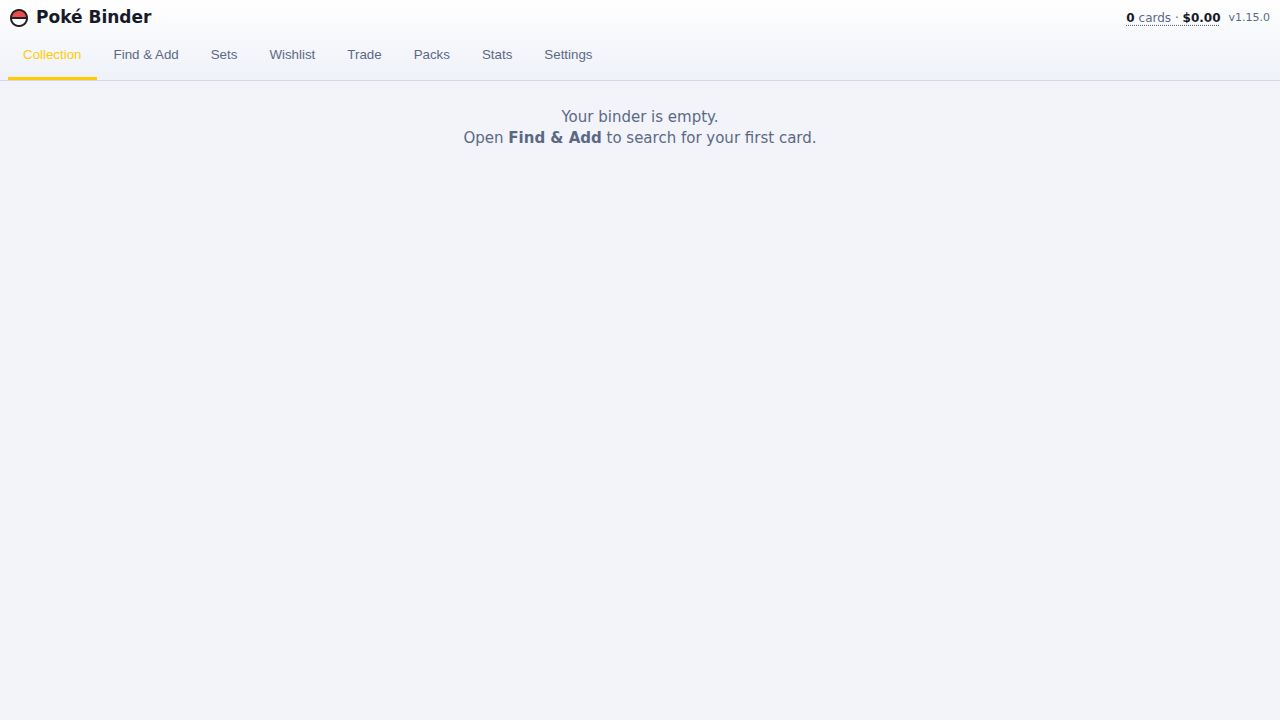 Poké Binder
0 cards · $0.00 v1.15.0
Collection Find & Add Sets Wishlist Trade Packs Stats Settings
Your binder is empty.
Open Find & Add to search for your first card.